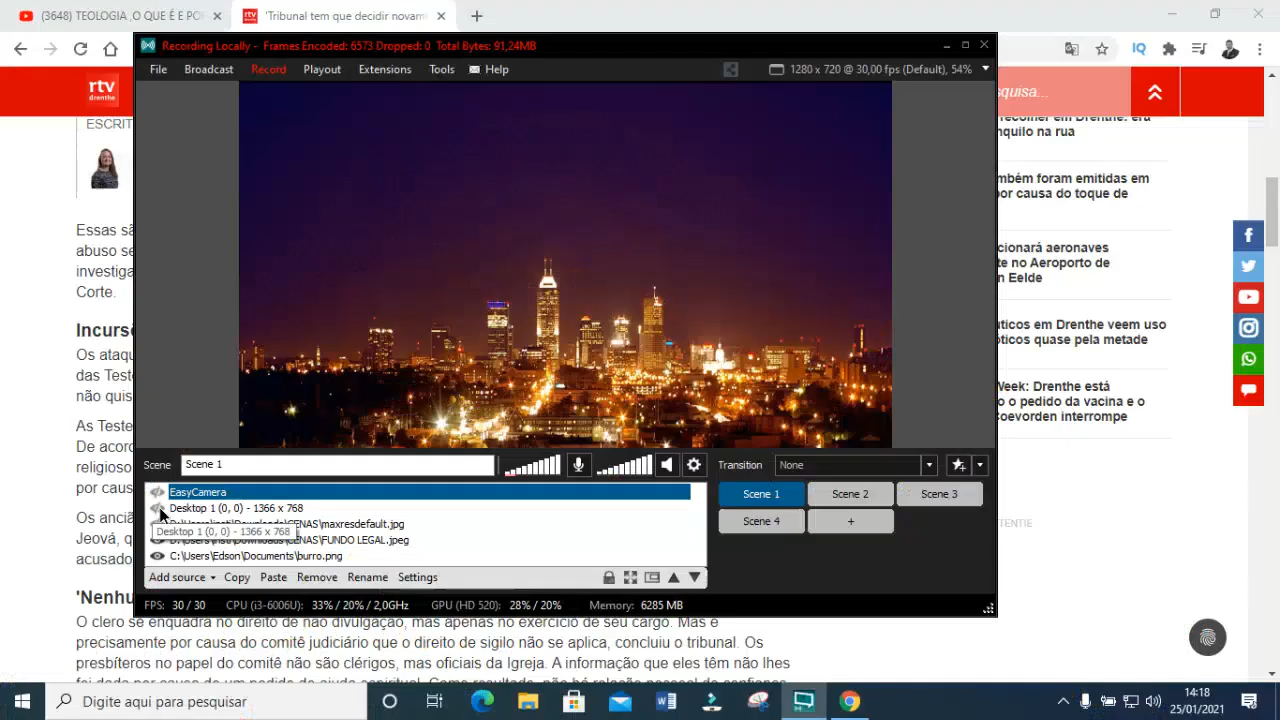 (3648) TEOLOGIA ,O QUE É E POR
'Tribunal tem que decidir novam
Recording Locally - Frames Encoded: 6573 Dropped: 0 Total Bytes: 91,24MB
File Broadcast Record Playout Extensions Tools Help
1280 x 720 @ 30,00 fps (Default), 54%
rtv
drenthe
squisa...
ESCRIT
recolher em Drenthe: era
nquilo na rua
mbém foram emitidas em
por causa do toque de
cionará aeronaves
te no Aeroporto de
n Eelde
uticos em Drenthe veem uso
óticos quase pela metade
Week: Drenthe está
o o pedido da vacina e o
Coevorden interrompe
Essas sã
abuso se
investiga
Corte.
Incursõ
Os ataqu
das Teste
não quis
As Teste
De acord
religioso
por caus
Os anciã
Jeová, q
acusado
Scene Scene 1
EasyCamera
Desktop 1 (0, 0) - 1366 x 768
Desktop 1 (0, 0) - 1366 x 768
C:\Users\Edson\Documents\burro.png
Add source Copy Paste Remove Rename Settings
Transition None
Scene 1 Scene 2 Scene 3
Scene 4 +
FPS: 30 / 30 CPU (i3-6006U): 33% / 20% / 2,0GHz GPU (HD 520): 28% / 20% Memory: 6285 MB
ENTIE
'Nenhu
O clero se enquadra no direito de não divulgação, mas apenas no exercício de seu cargo. Mas é
precisamente por causa do comitê judiciário que o direito de sigilo não se aplica, concluiu o tribunal. Os
presbíteros no papel do comitê não são clérigos, mas oficiais da Igreja. A informação que eles têm não lhes
Digite aqui para pesquisar
14:18
25/01/2021